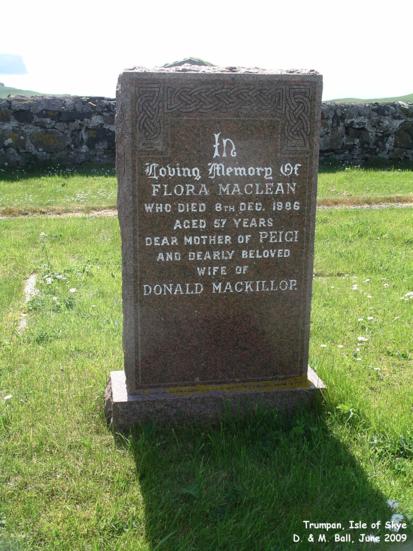 In
Loving Memory Of
FLORA MACLEAN
WHO DIED 8TH DEC. 1986
AGED 57 YEARS
DEAR MOTHER OF PEIGI
AND DEARLY BELOVED
WIFE OF
DONALD MACKILLOP.
Trumpan, Isle of Skye
D. & M. Ball, June 2009